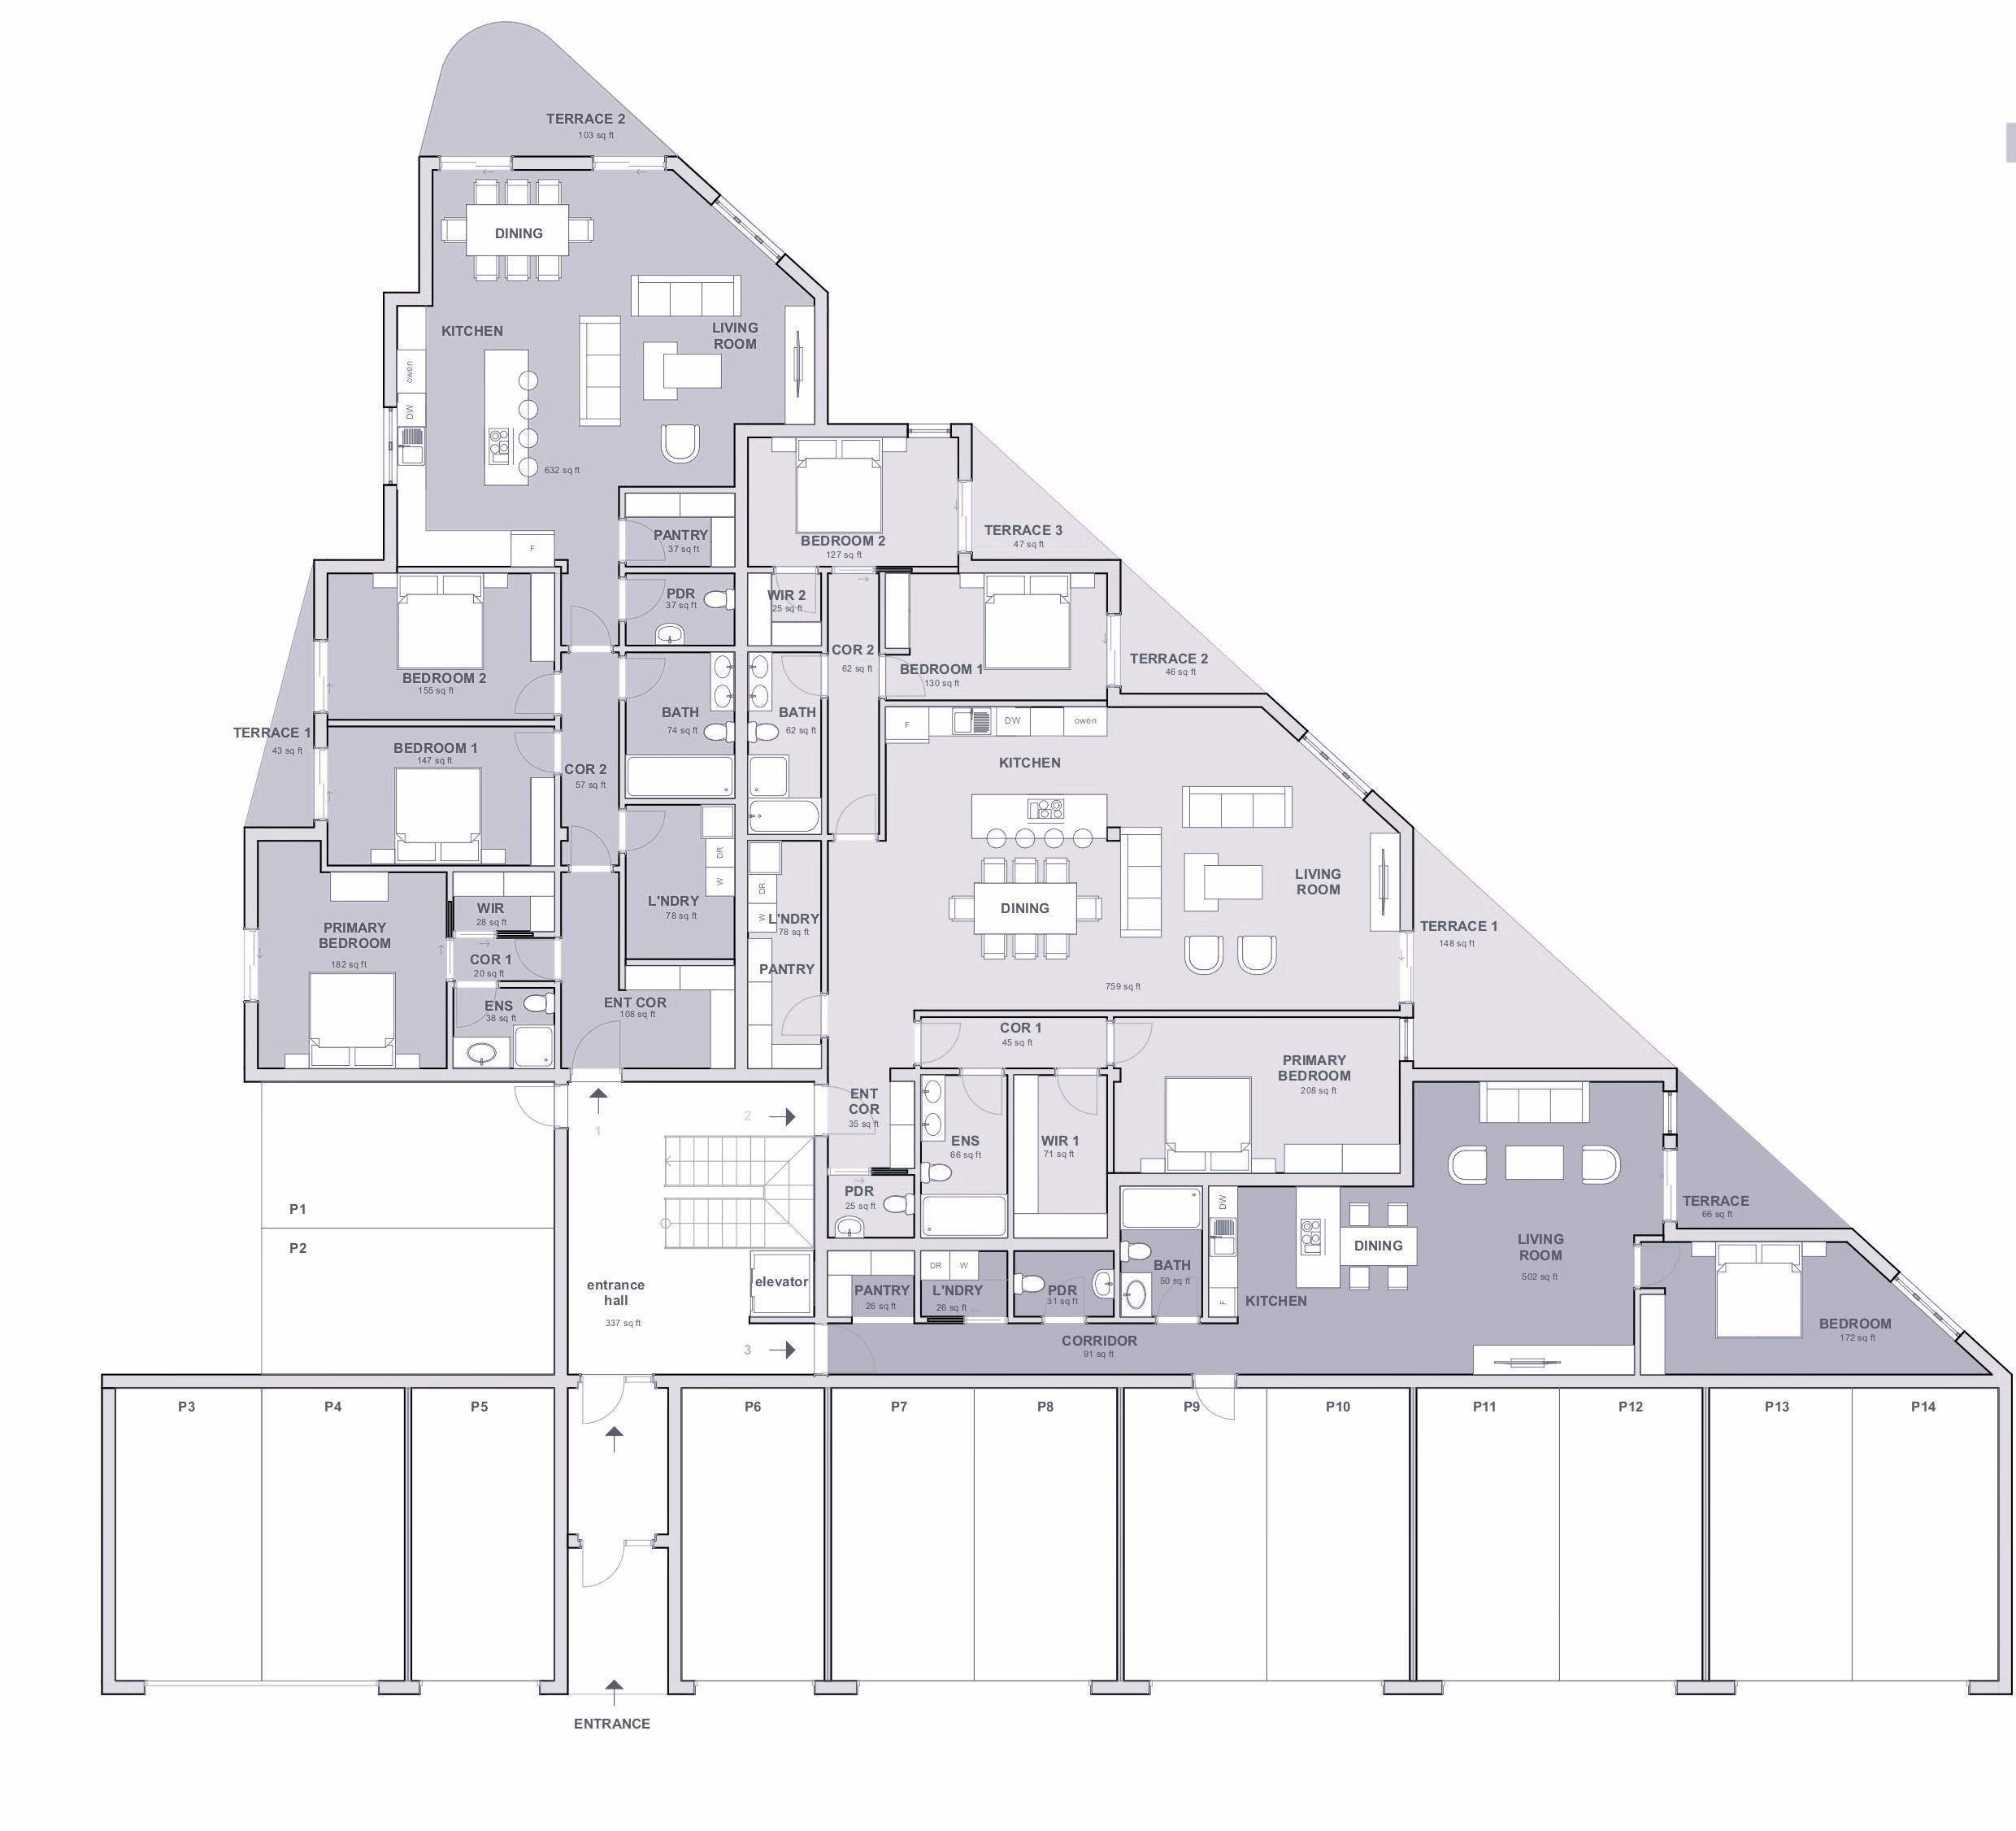 TERRACE 2
103 sq ft
DINING
KITCHEN
LIVING
ROOM
owen
DW
632 sq ft
F
PANTRY
37 sq ft
PDR
37 sq ft
BEDROOM 2
155 sq ft
BATH
74 sq ft
TERRACE 1
43 sq ft
BEDROOM 1
147 sq ft
COR 2
57 sq ft
DR
W
L'NDRY
78 sq ft
PRIMARY
BEDROOM
182 sq ft
WIR
28 sq ft
COR 1
20 sq ft
ENS
38 sq ft
ENT COR
108 sq ft
BEDROOM 2
127 sq ft
TERRACE 3
47 sq ft
WIR 2
25 sq ft
COR 2
62 sq ft
BEDROOM 1
130 sq ft
TERRACE 2
46 sq ft
BATH
62 sq ft
F
DW
owen
KITCHEN
DINING
LIVING
ROOM
759 sq ft
TERRACE 1
148 sq ft
DR
W
L'NDRY
78 sq ft
PANTRY
COR 1
45 sq ft
PRIMARY
BEDROOM
208 sq ft
ENT
COR
35 sq ft
ENS
66 sq ft
WIR 1
71 sq ft
PDR
25 sq ft
1
2
3
P1
P2
entrance
hall
337 sq ft
elevator
PANTRY
26 sq ft
DR
W
L'NDRY
26 sq ft
PDR
31 sq ft
BATH
50 sq ft
DW
F
KITCHEN
DINING
LIVING
ROOM
502 sq ft
TERRACE
66 sq ft
BEDROOM
172 sq ft
CORRIDOR
91 sq ft
P3
P4
P5
P6
P7
P8
P9
P10
P11
P12
P13
P14
ENTRANCE